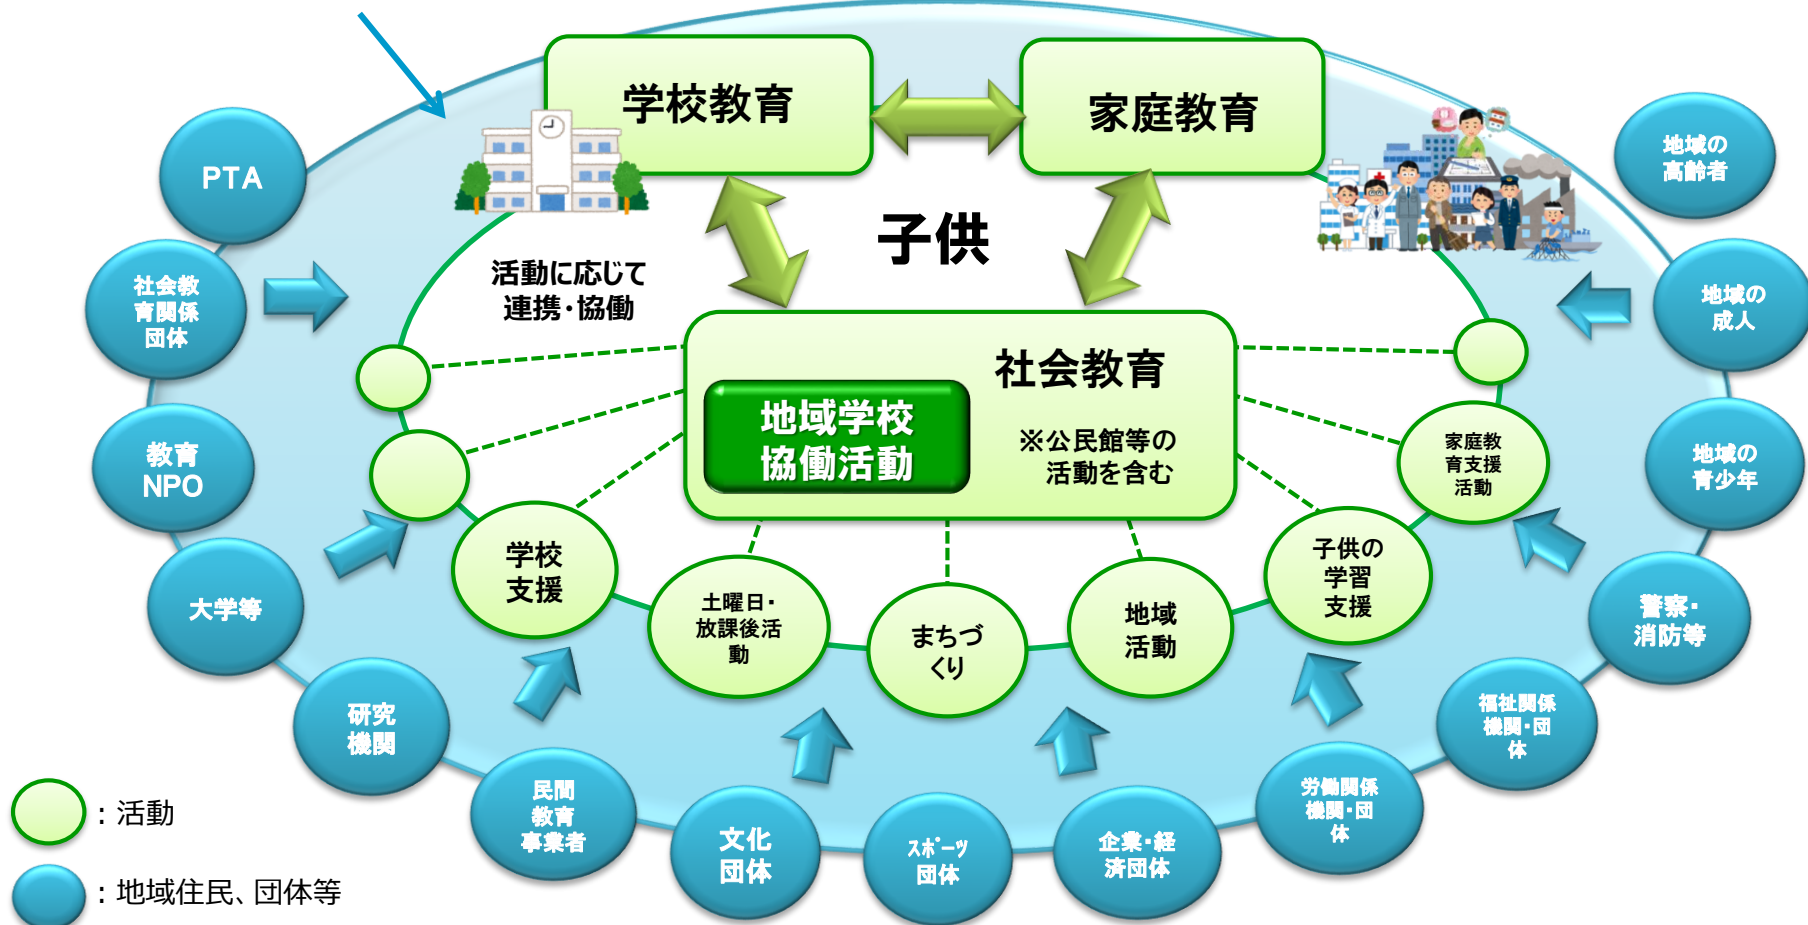 学校教育
家庭教育
子供
活動に応じて
連携・協働
社会教育
地域学校
協働活動
※公民館等の
活動を含む
PTA
社会教
育関係
団体
教育
NPO
大学等
研究
機関
民間
教育
事業者
文化
団体
ｽﾎﾟｰﾂ
団体
企業・経
済団体
労働関係
機関・団
体
福祉関係
機関・団
体
警察・
消防等
地域の
青少年
地域の
成人
地域の
高齢者
学校
支援
土曜日・
放課後活
動
まちづ
くり
地域
活動
子供の
学習
支援
家庭教
育支援
活動
：活動
：地域住民、団体等